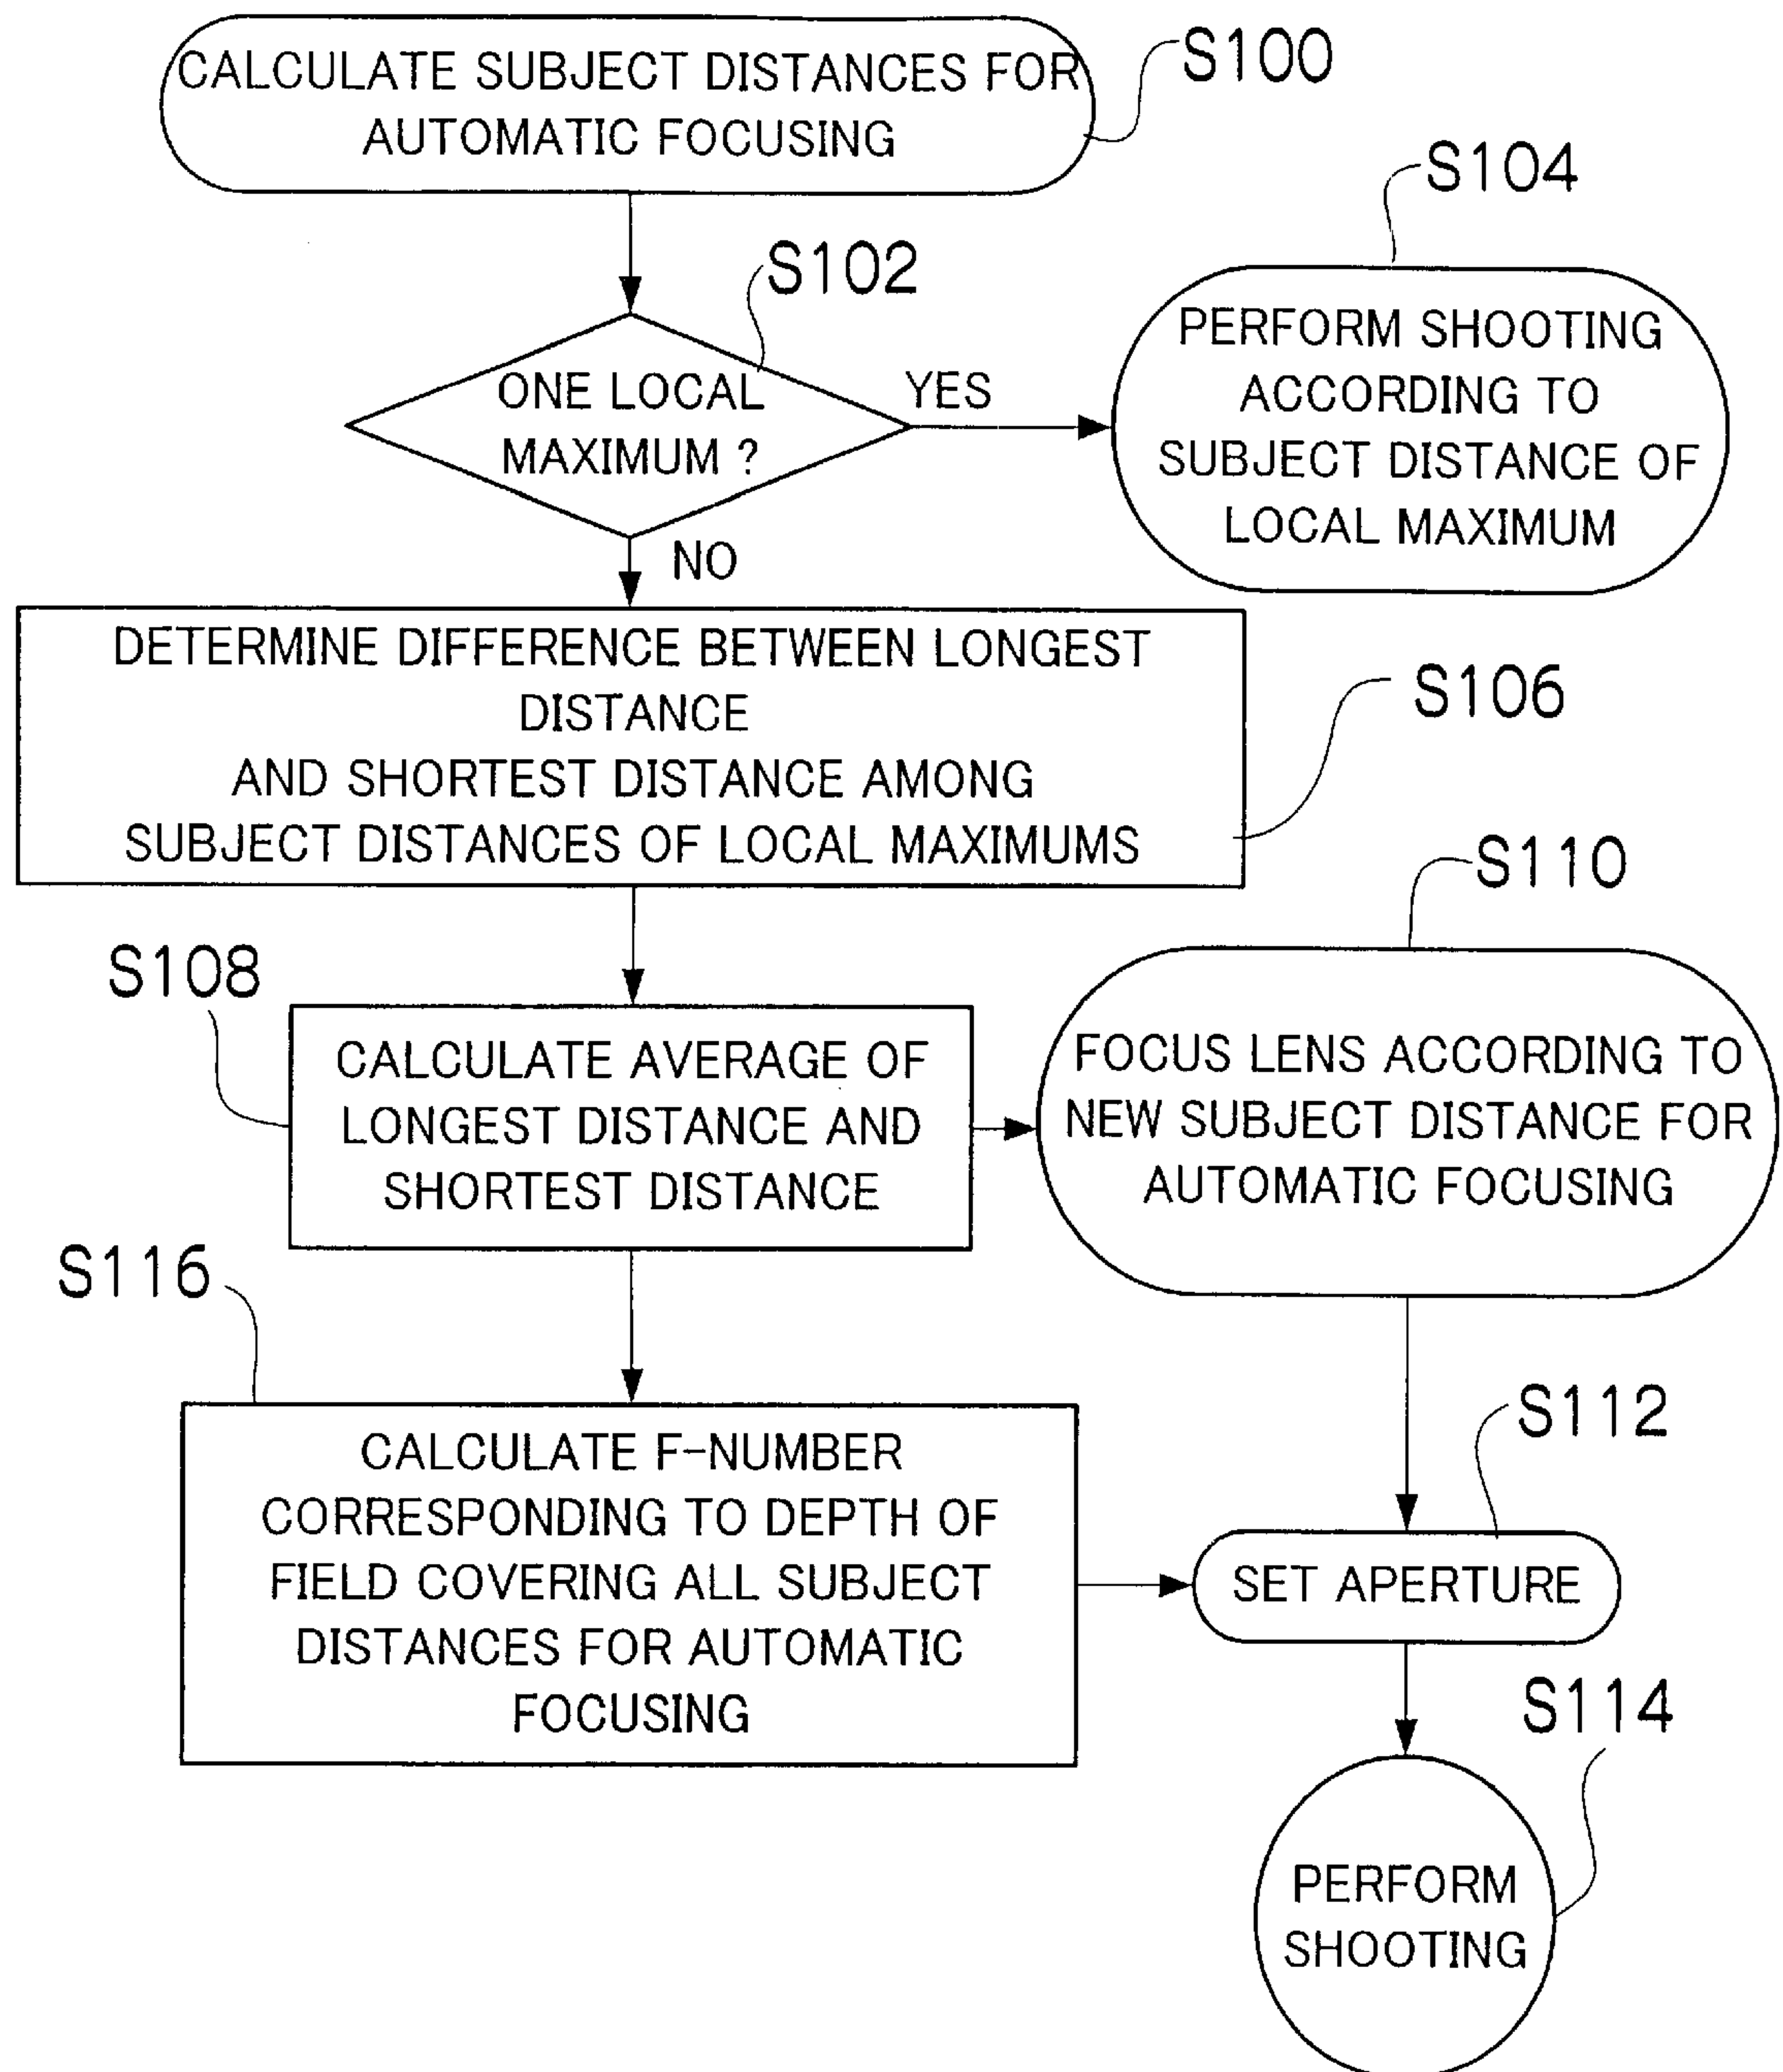 CALCULATE SUBJECT DISTANCES FOR
AUTOMATIC FOCUSING
S100
S102
ONE LOCAL
MAXIMUM ?
YES
NO
S104
PERFORM SHOOTING
ACCORDING TO
SUBJECT DISTANCE OF
LOCAL MAXIMUM
DETERMINE DIFFERENCE BETWEEN LONGEST
DISTANCE
AND SHORTEST DISTANCE AMONG
SUBJECT DISTANCES OF LOCAL MAXIMUMS
S106
S108
CALCULATE AVERAGE OF
LONGEST DISTANCE AND
SHORTEST DISTANCE
S110
FOCUS LENS ACCORDING TO
NEW SUBJECT DISTANCE FOR
AUTOMATIC FOCUSING
S116
CALCULATE F-NUMBER
CORRESPONDING TO DEPTH OF
FIELD COVERING ALL SUBJECT
DISTANCES FOR AUTOMATIC
FOCUSING
S112
SET APERTURE
S114
PERFORM
SHOOTING